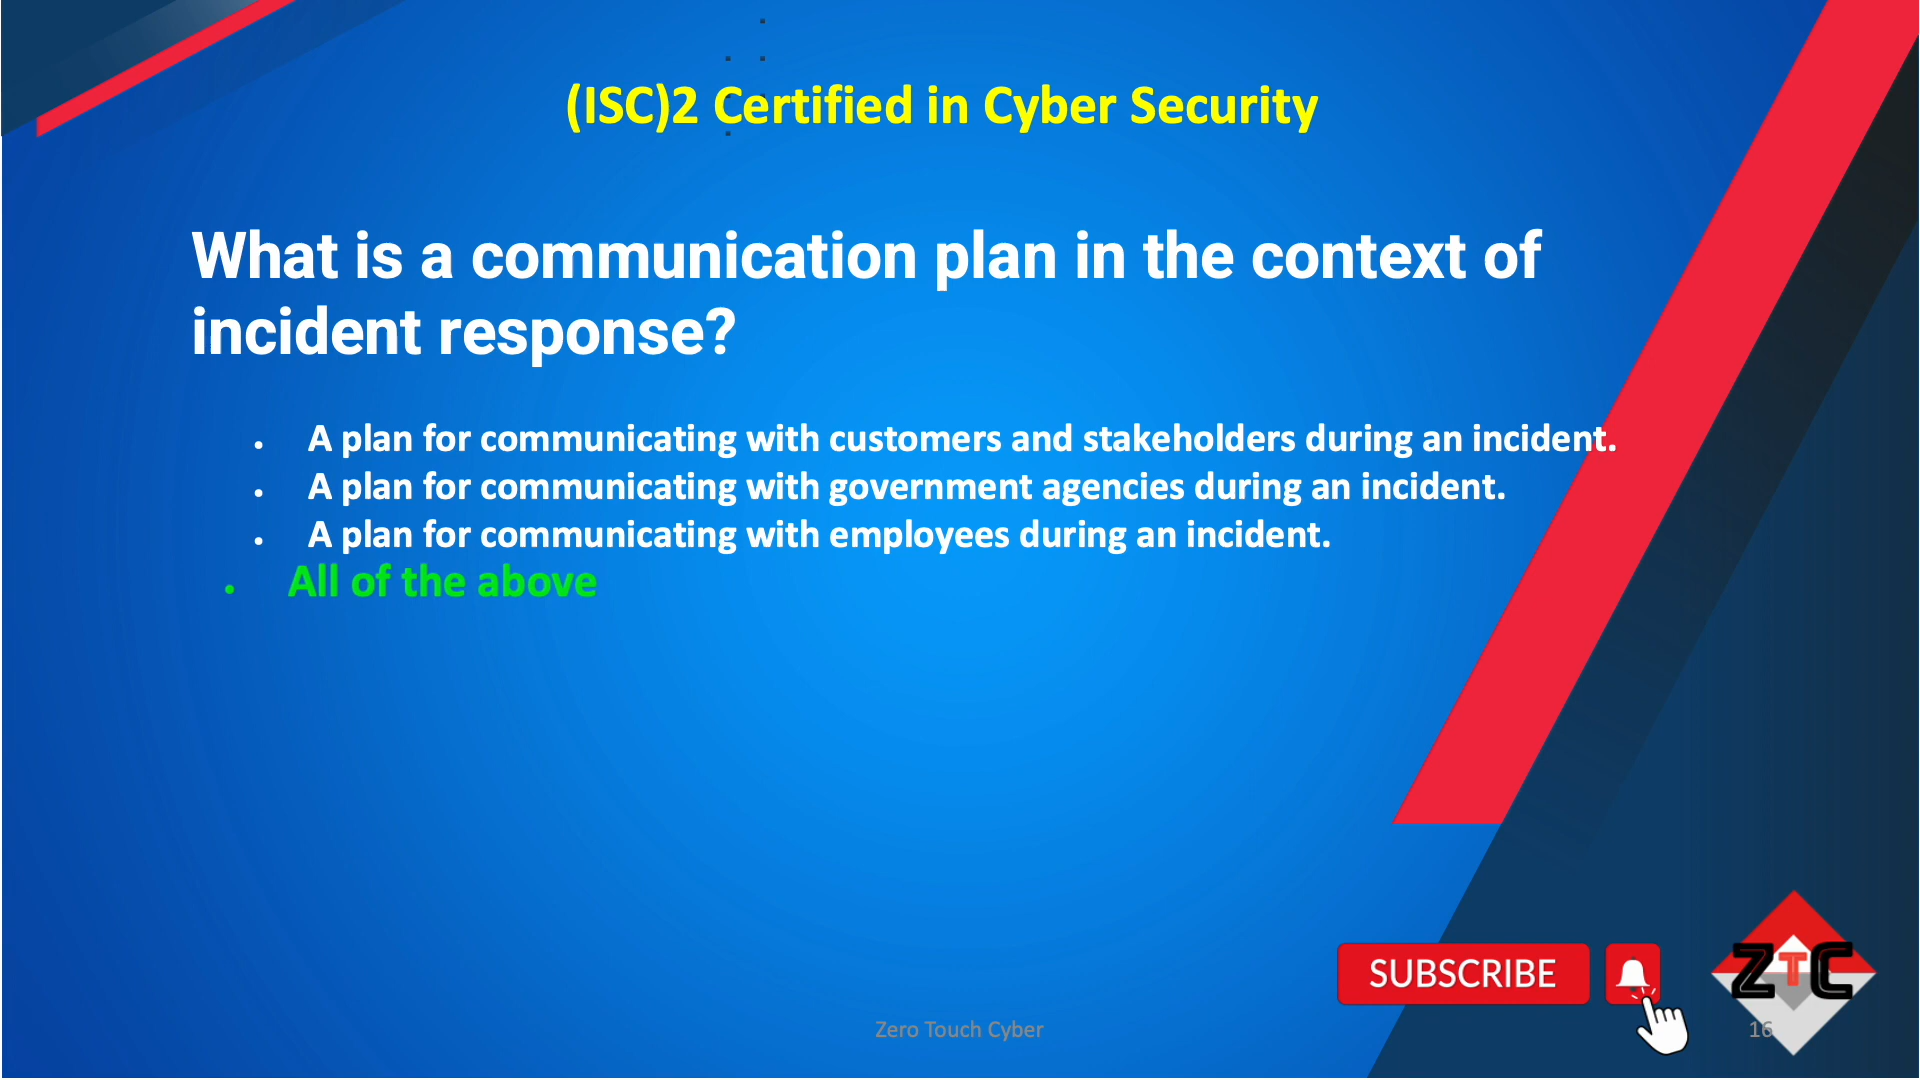 (ISC)2 Certified in Cyber Security
What is a communication plan in the context of
incident response?
• A plan for communicating with customers and stakeholders during an incident.
• A plan for communicating with government agencies during an incident.
• A plan for communicating with employees during an incident.
• All of the above
SUBSCRIBE
ZTC
Zero Touch Cyber
16